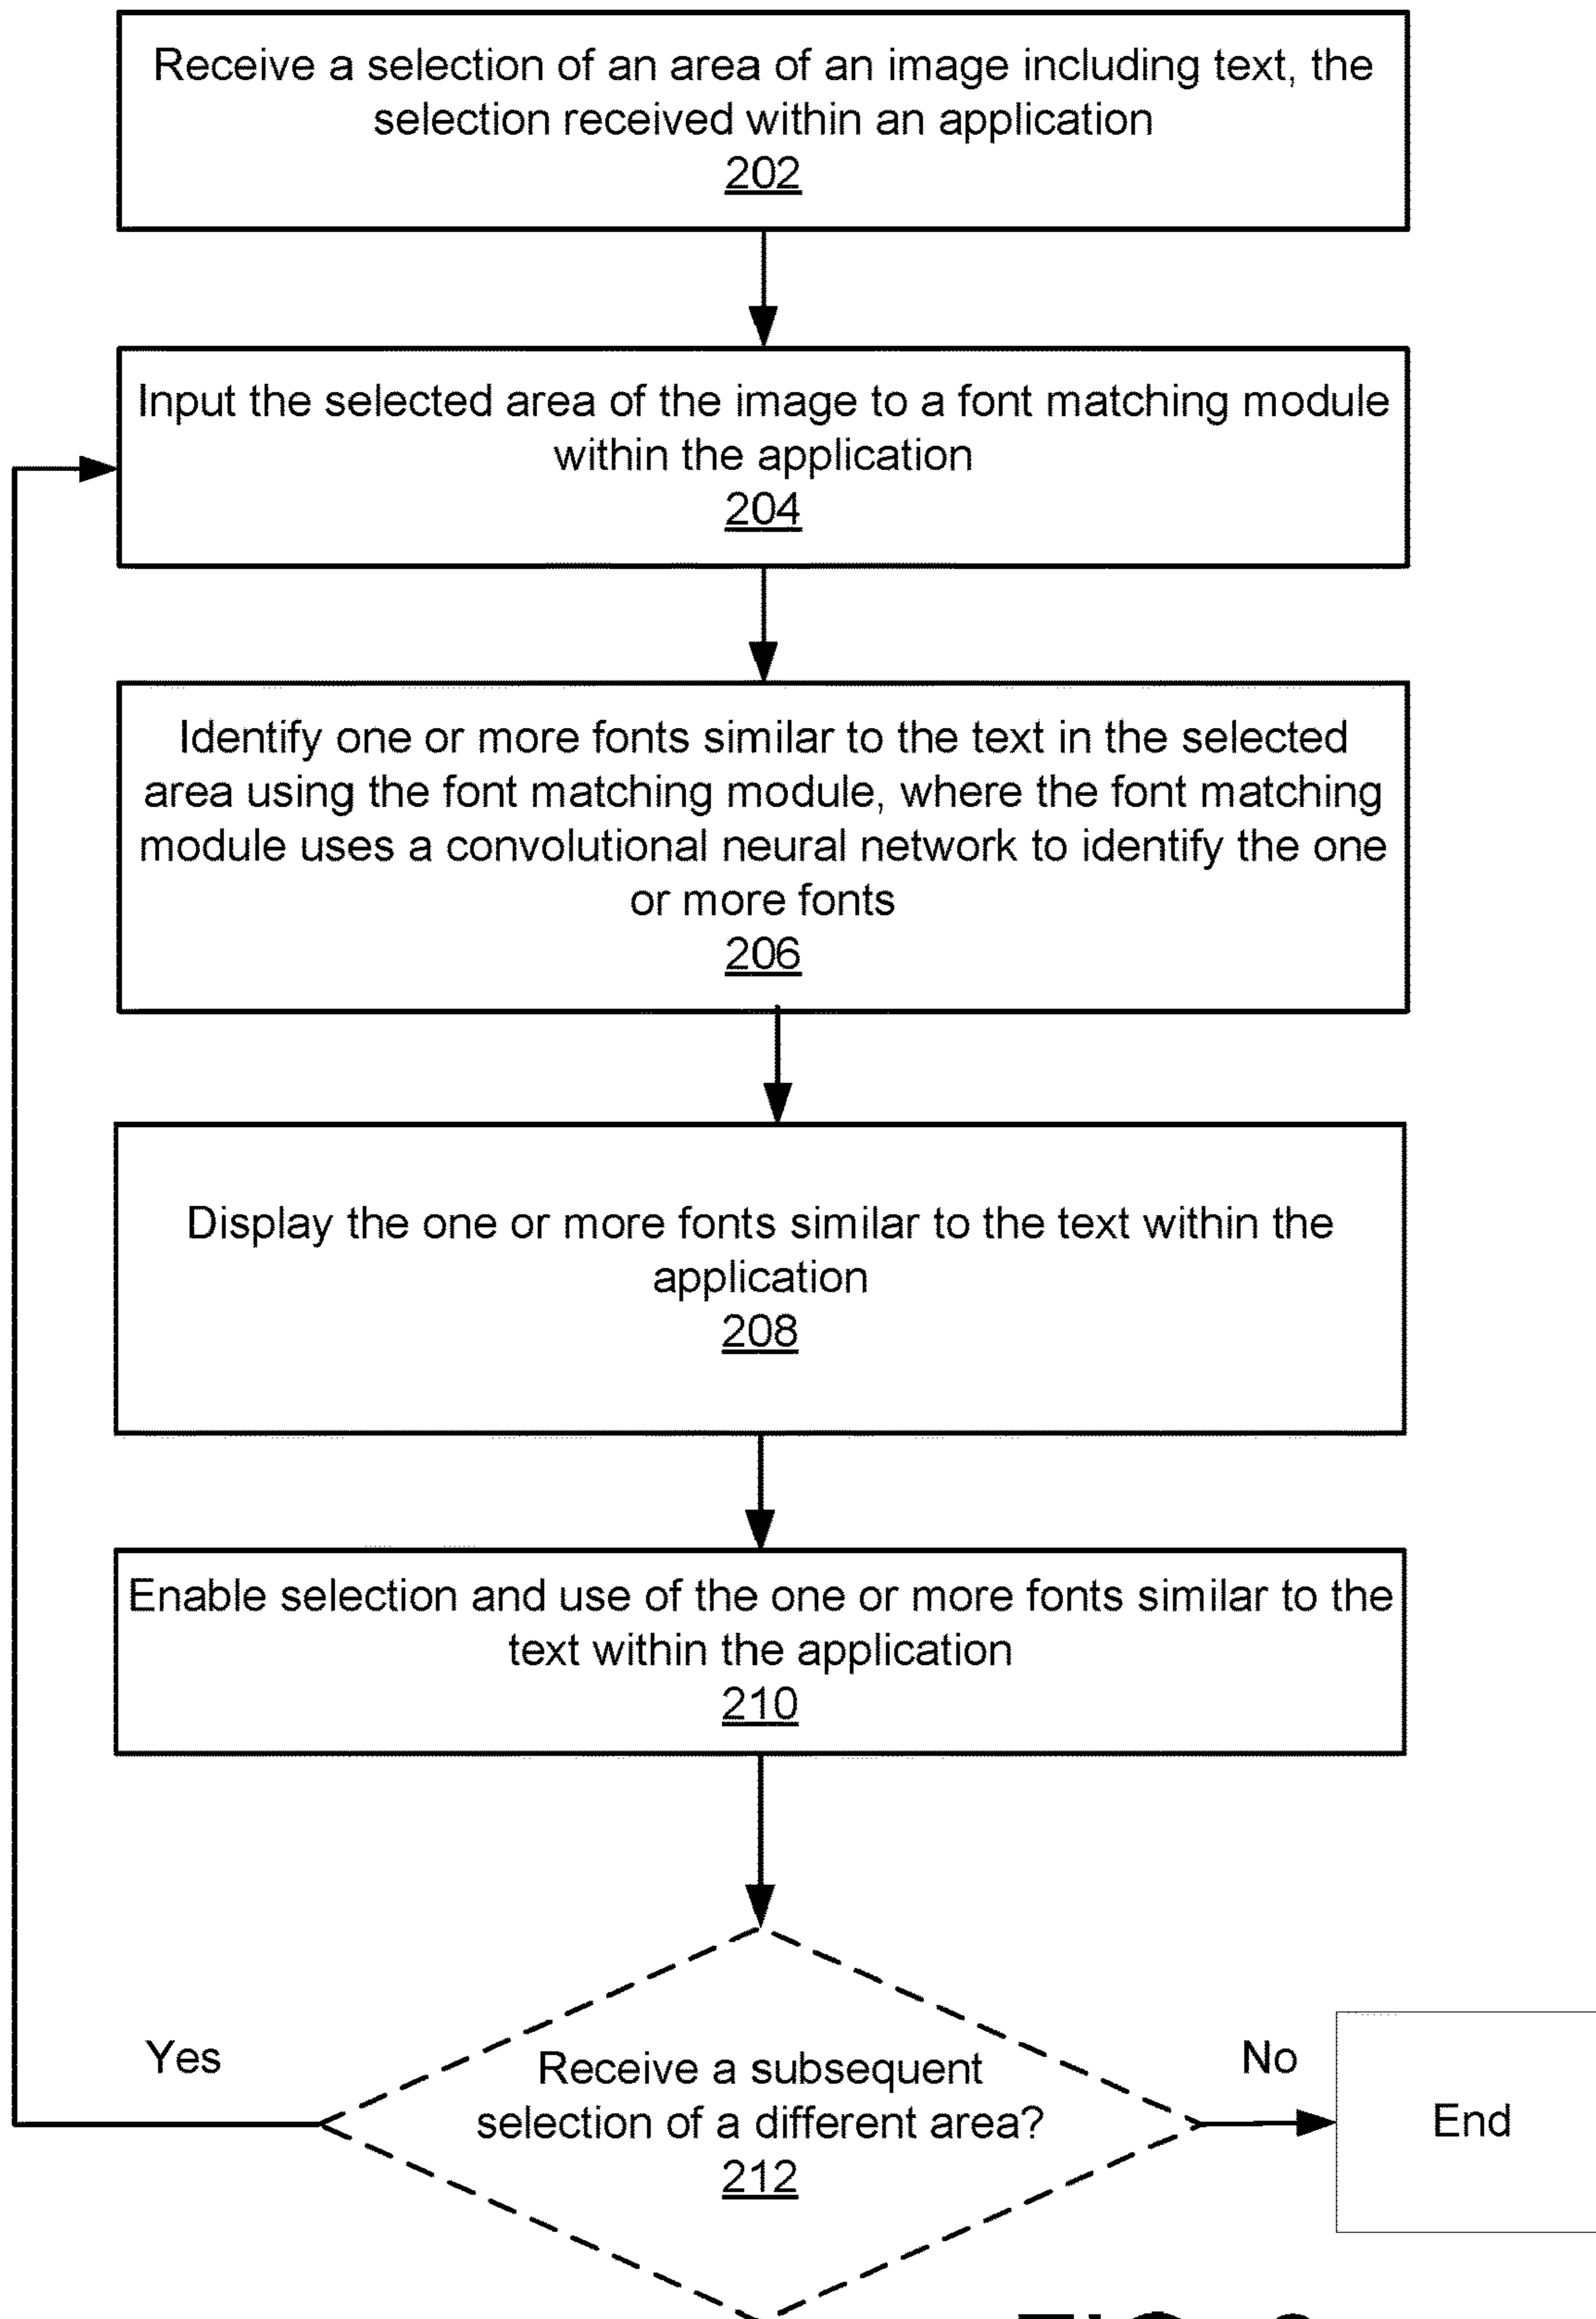 Receive a selection of an area of an image including text, the
selection received within an application
202
Input the selected area of the image to a font matching module
within the application
204
Identify one or more fonts similar to the text in the selected
area using the font matching module, where the font matching
module uses a convolutional neural network to identify the one
or more fonts
206
Display the one or more fonts similar to the text within the
application
208
Enable selection and use of the one or more fonts similar to the
text within the application
210
Yes
Receive a subsequent
selection of a different area?
212
No
End